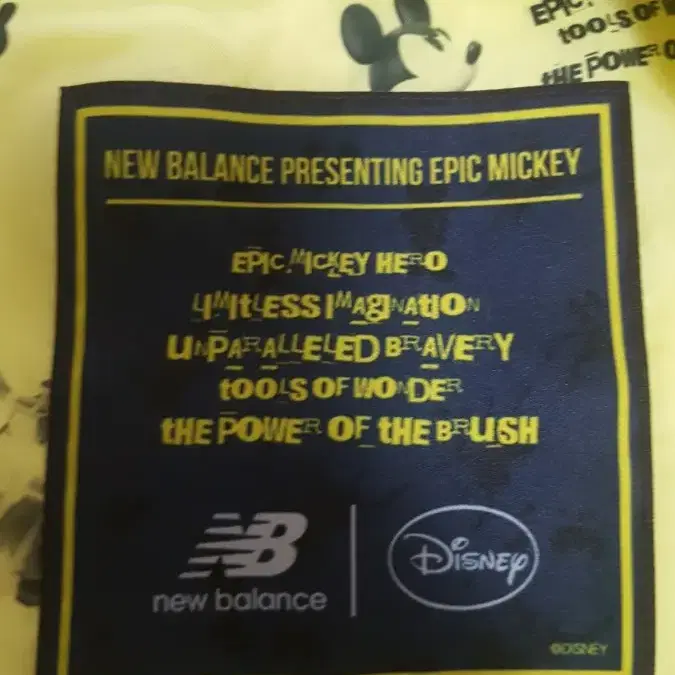 EPIC
TOOLS OF
THE POWER O
NEW BALANCE PRESENTING EPIC MICKEY
EPIC MICKEY HERO
LIMITLESS IMAGINATION
UNPARALLELED BRAVERY
TOOLS OF WONDER
THE POWER OF THE BRUSH
NB
new balance
Disney
©DISNEY